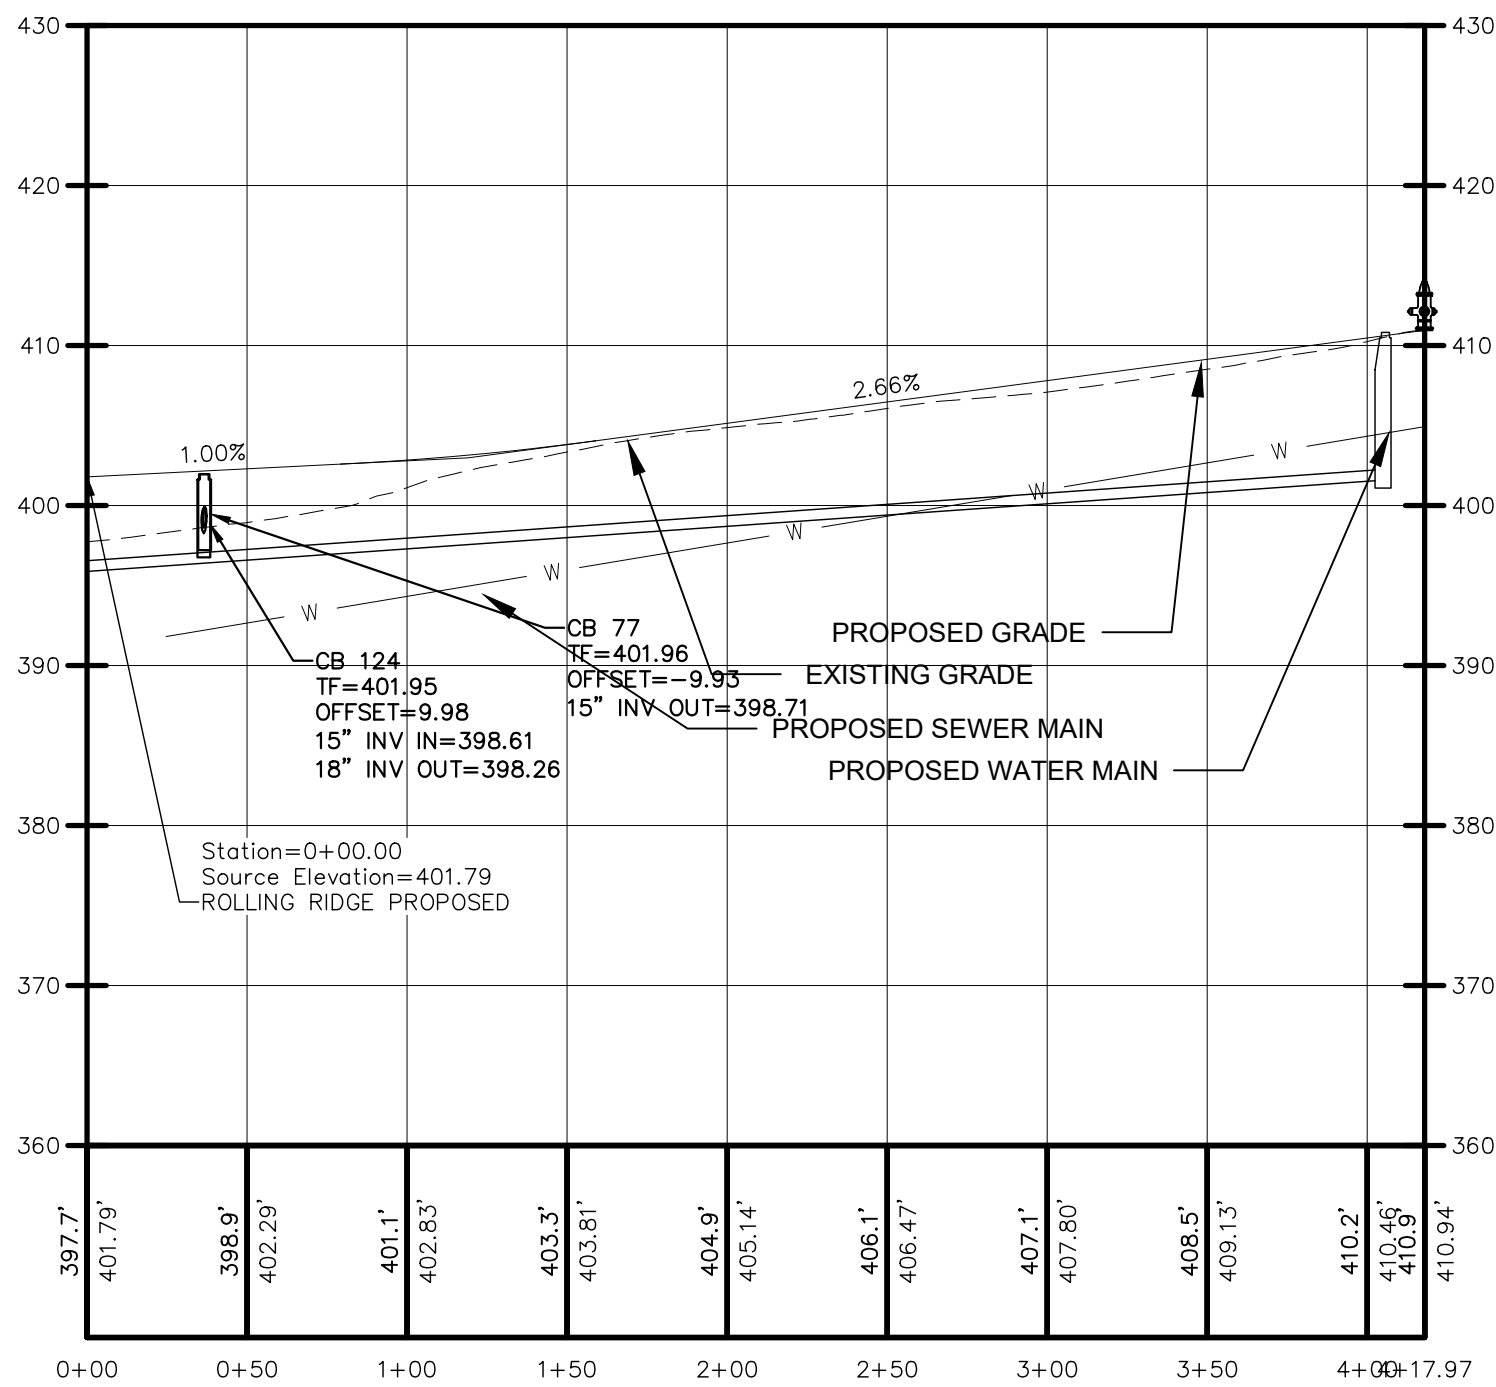 430
430
420
420
410
410
2.66%
1.00%
400
400
W
W
W
W
W
CB 77
TF=401.96
OFFSET=-9.93
15” INV OUT=398.71
PROPOSED GRADE
390
390
CB 124
TF=401.95
OFFSET=9.98
15” INV IN=398.61
18” INV OUT=398.26
EXISTING GRADE
PROPOSED SEWER MAIN
PROPOSED WATER MAIN
380
380
Station=0+00.00
Source Elevation=401.79
ROLLING RIDGE PROPOSED
370
370
360
360
397.7’
401.79’
398.9’
402.29’
401.1’
402.83’
403.3’
403.81’
404.9’
405.14’
406.1’
406.47’
407.1’
407.80’
408.5’
409.13’
410.2’
410.46’
410.9’
410.94’
0+00
0+50
1+00
1+50
2+00
2+50
3+00
3+50
4+00
4+17.97